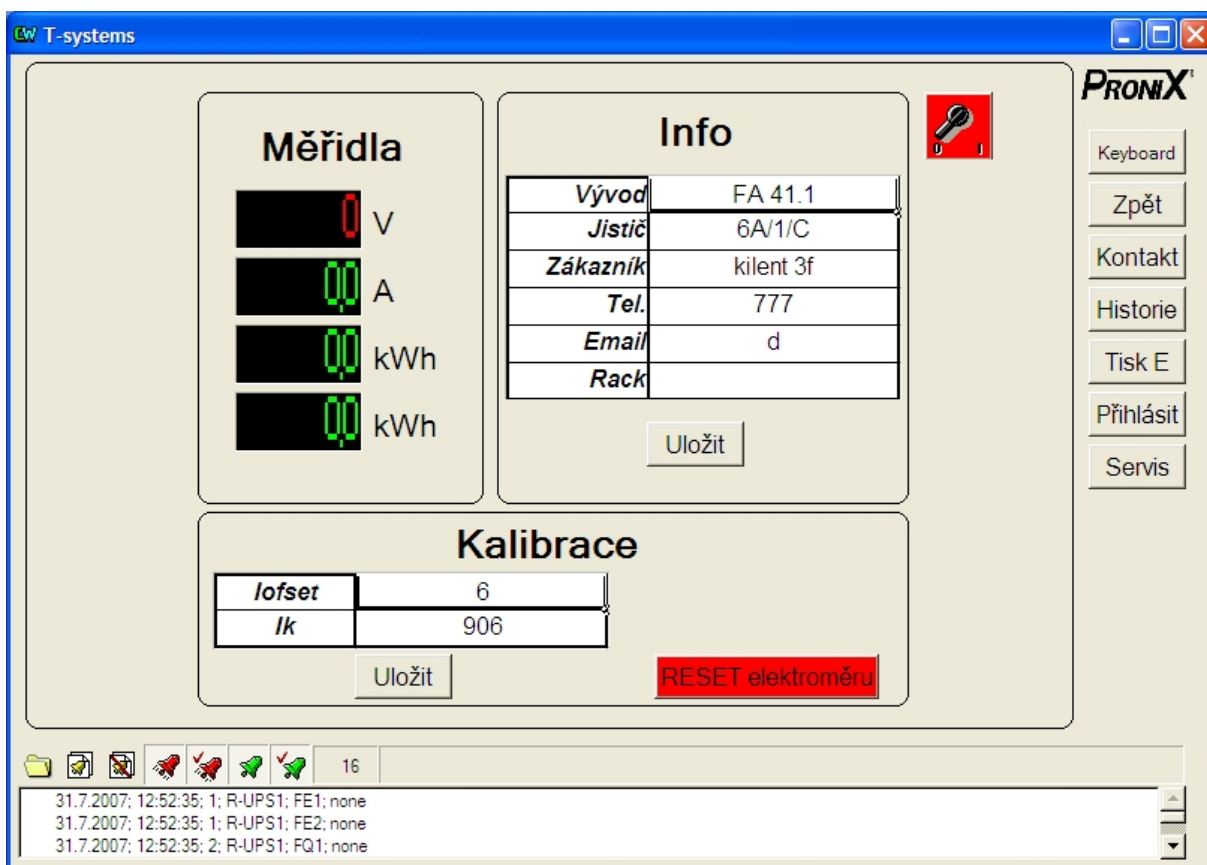 T-systems
PRONIX
Měřidla
0 V
0,0 A
0,0 kWh
0,0 kWh
Info
Vývod FA 41.1
Jistič 6A/1/C
Zákazník kilent 3f
Tel. 777
Email d
Rack
Uložit
0 I
Keyboard
Zpět
Kontakt
Historie
Tisk E
Přihlásit
Servis
Kalibrace
Iofset 6
Ik 906
Uložit
RESET elektroměru
16
31.7.2007; 12:52:35; 1; R-UPS1; FE1; none
31.7.2007; 12:52:35; 1; R-UPS1; FE2; none
31.7.2007; 12:52:35; 2; R-UPS1; FQ1; none